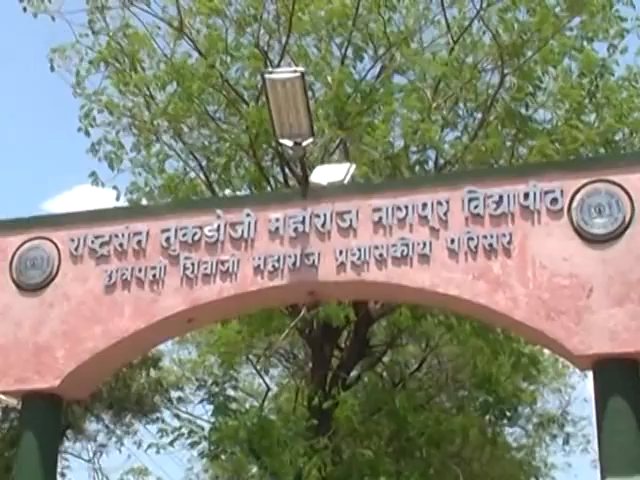 राष्ट्रसंत तुकडोजी महाराज नागपूर विद्यापीठ
छत्रपती शिवाजी महाराज प्रशासकीय परिसर